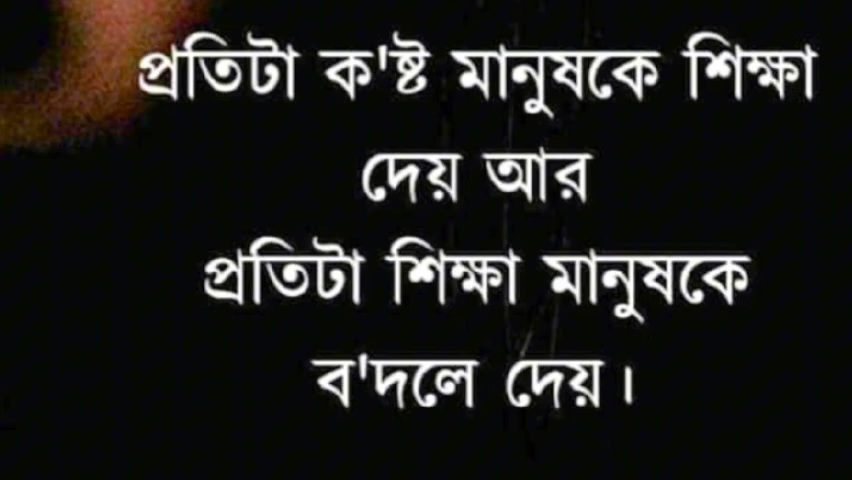 প্রতিটা ক'ষ্ট মানুষকে শিক্ষা
দেয় আর
প্রতিটা শিক্ষা মানুষকে
ব'দলে দেয়।